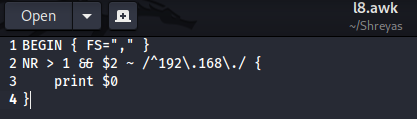 Open
l8.awk
~/Shreyas
1 BEGIN { FS="," }
2 NR > 1 && $2 ~ /^192\.168\./ {
3     print $0
4 }